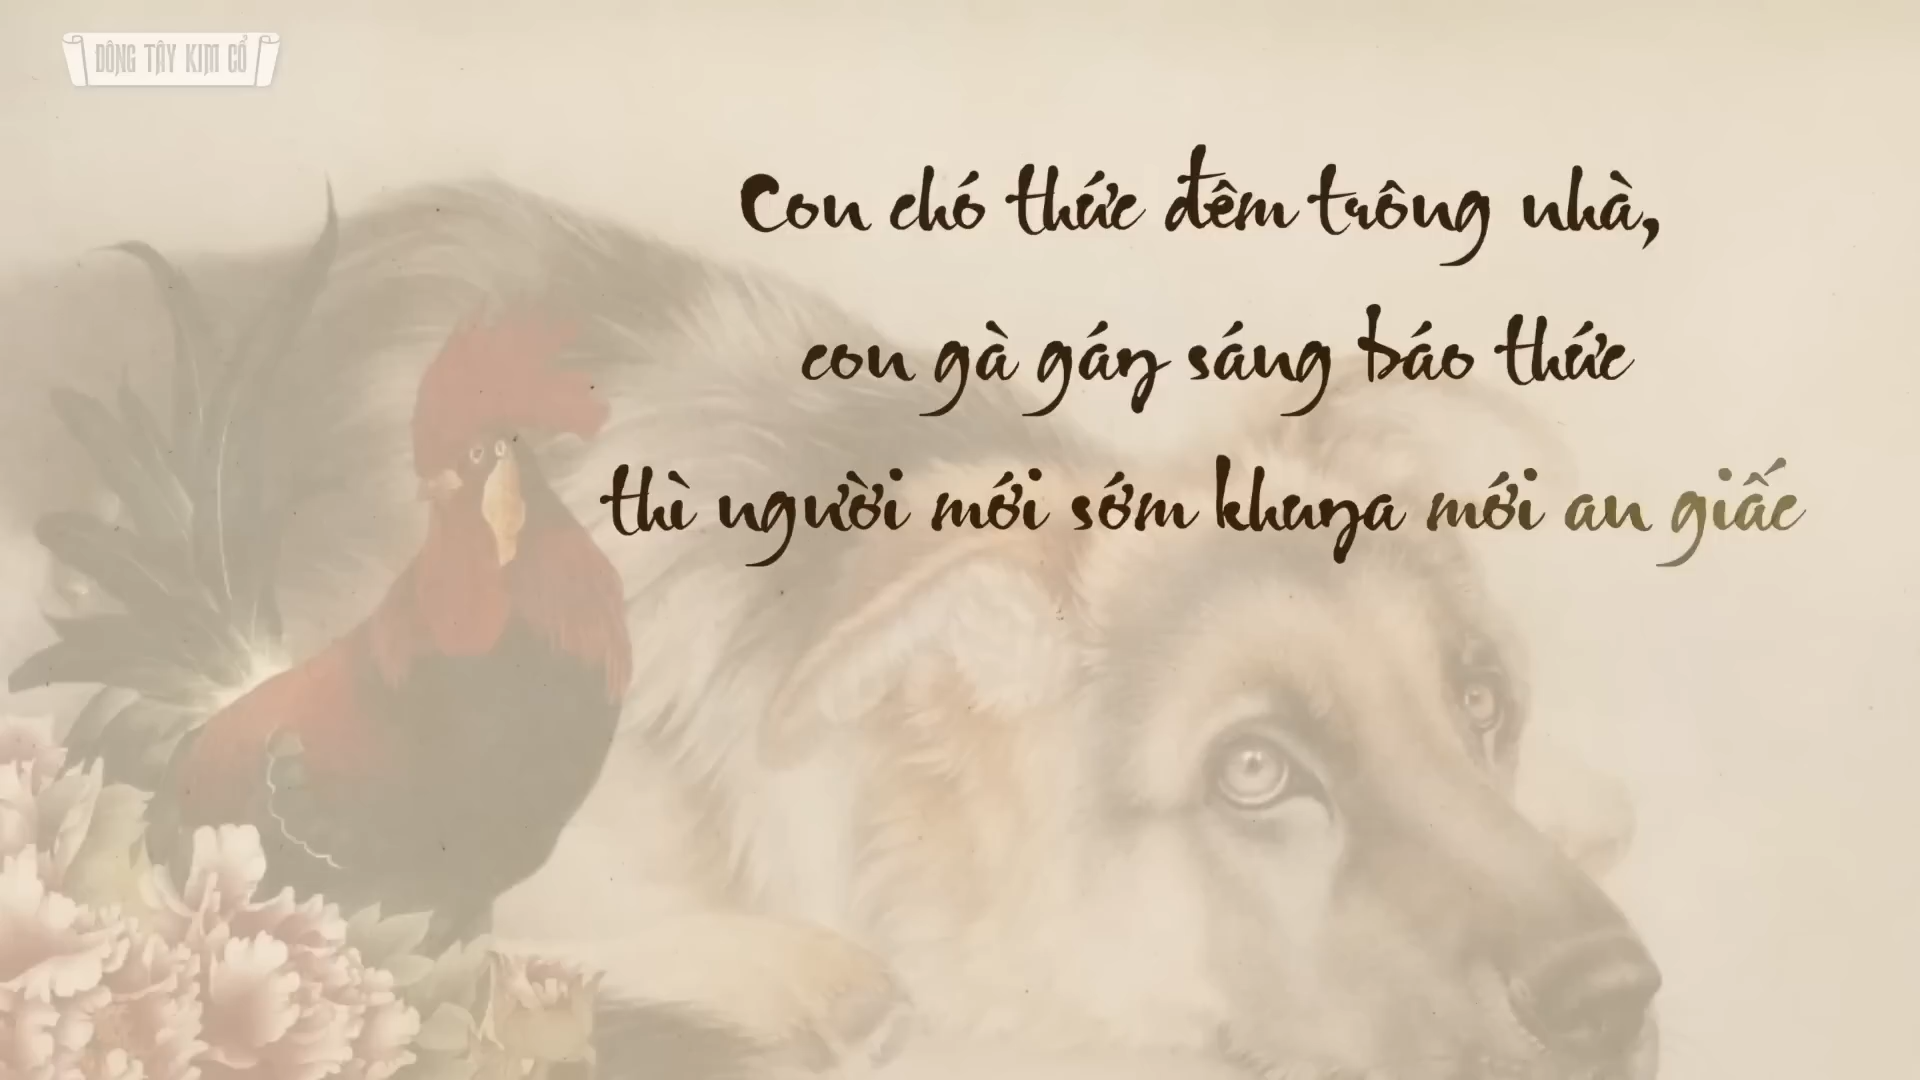 ĐÔNG TÂY KIM CỔ
Con chó thức đêm trông nhà,
con gà gáy sáng báo thức
thì người mới sớm khuya mới an giấc